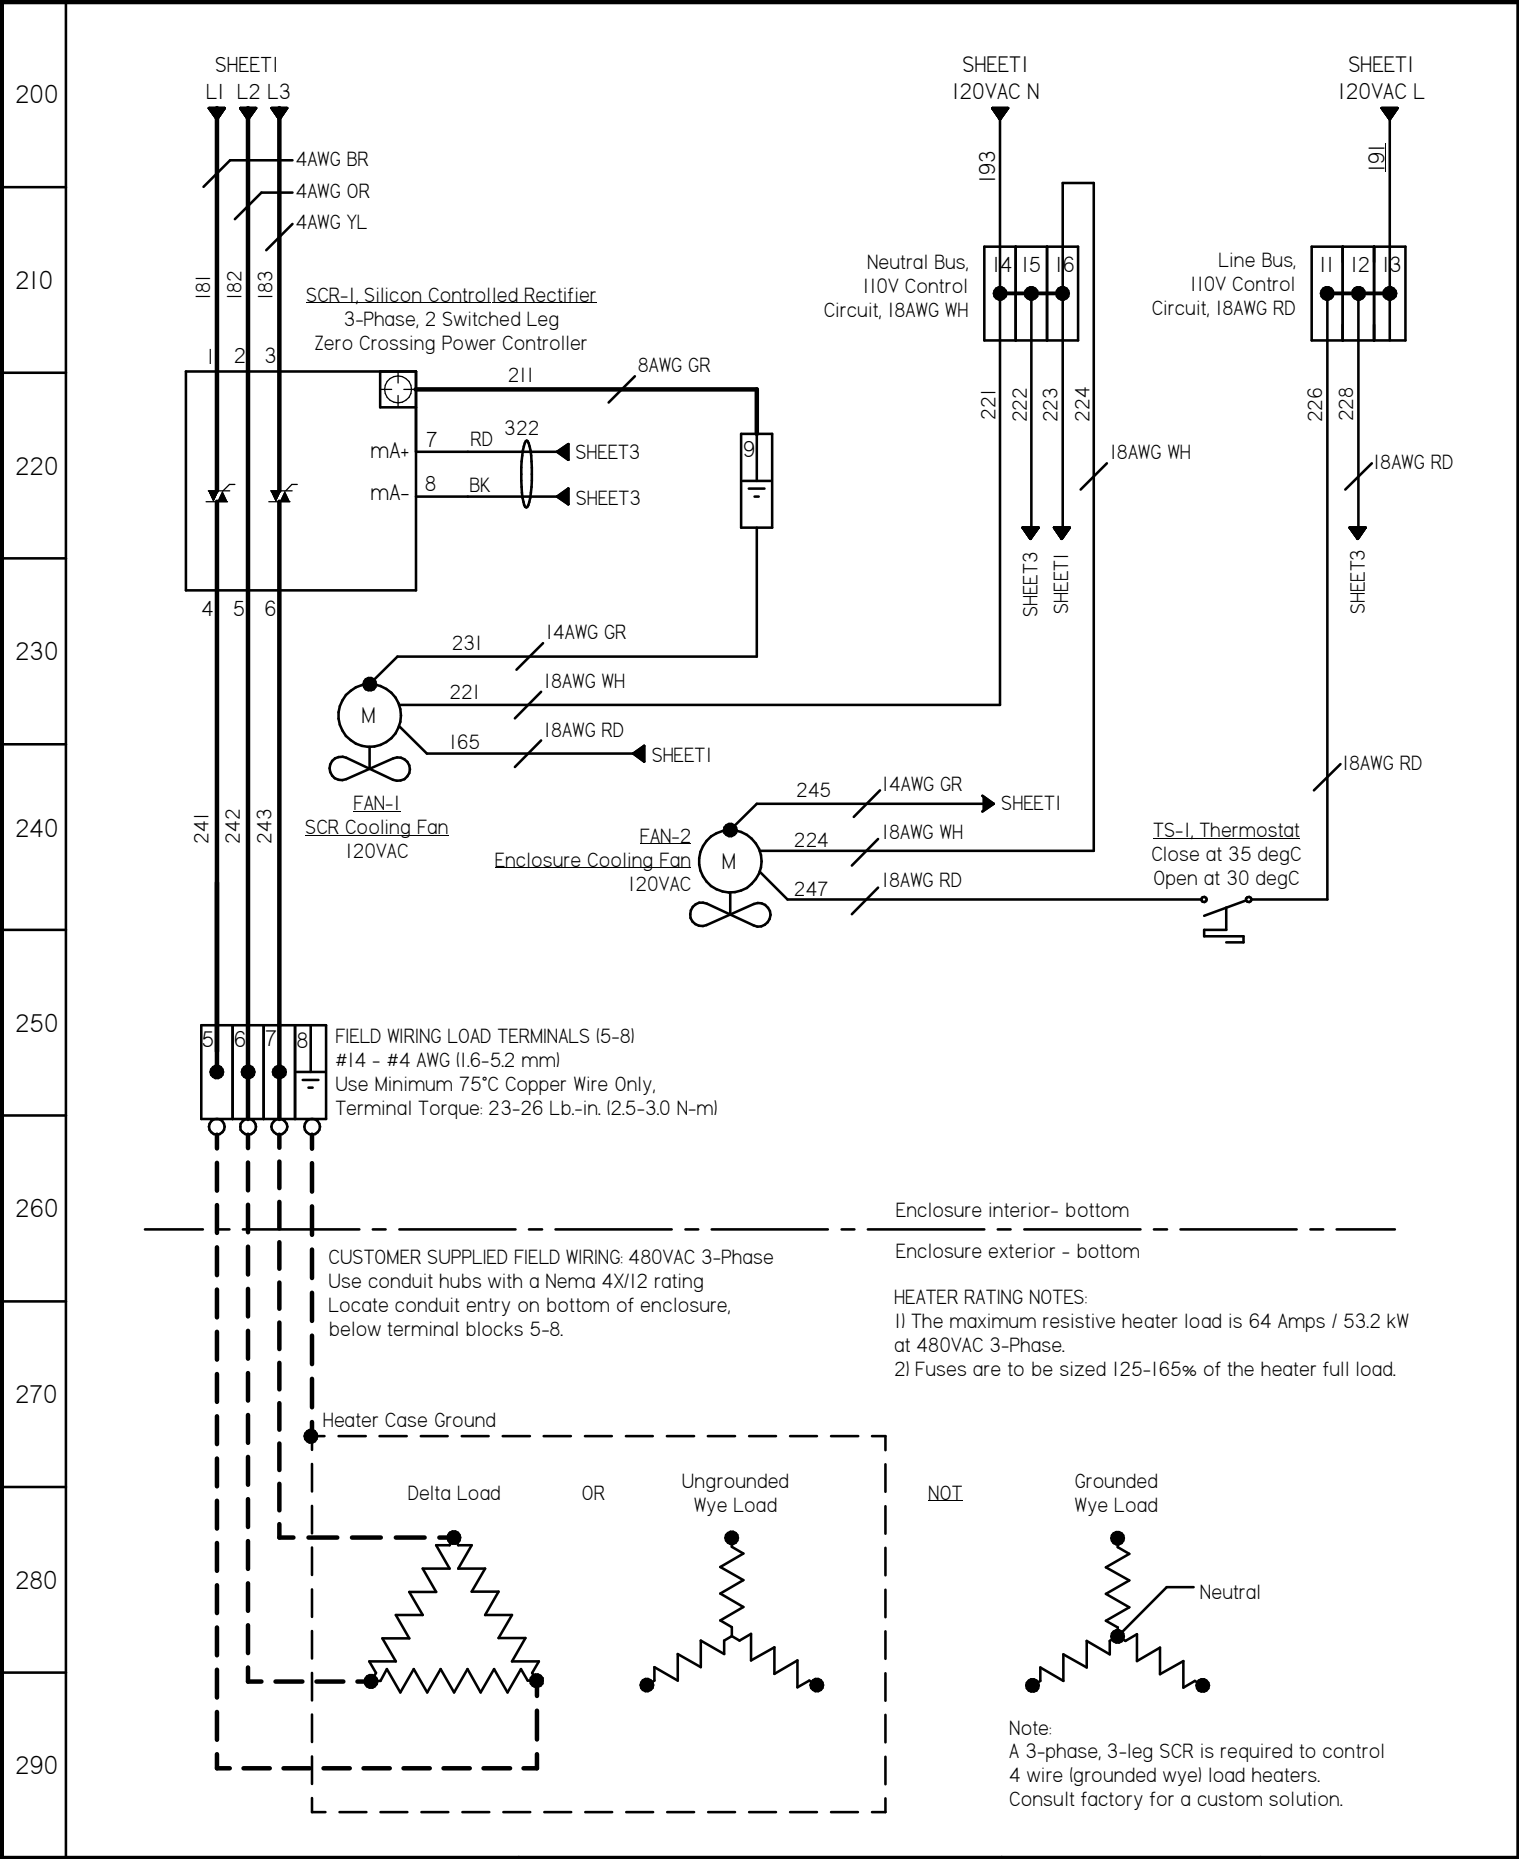 200
210
220
230
240
250
260
270
280
290
SHEET1
L1 L2 L3
4AWG BR
4AWG OR
4AWG YL
181
182
183
SCR-1, Silicon Controlled Rectifier
3-Phase, 2 Switched Leg
Zero Crossing Power Controller
1 2 3
211
8AWG GR
mA+
7
RD
322
SHEET3
mA-
8
BK
SHEET3
9
4 5 6
SHEET1
120VAC N
193
Neutral Bus,
110V Control
Circuit, 18AWG WH
14 15 16
221
222
223
224
18AWG WH
SHEET3
SHEET1
SHEET1
120VAC L
191
Line Bus,
110V Control
Circuit, 18AWG RD
11 12 13
226
228
18AWG RD
SHEET3
231
14AWG GR
221
18AWG WH
165
18AWG RD
SHEET1
M
FAN-1
SCR Cooling Fan
120VAC
241
242
243
18AWG RD
245
14AWG GR
SHEET1
224
18AWG WH
247
18AWG RD
FAN-2
Enclosure Cooling Fan
120VAC
M
TS-1, Thermostat
Close at 35 degC
Open at 30 degC
5 6 7 8
FIELD WIRING LOAD TERMINALS (5-8)
#14 - #4 AWG (1.6-5.2 mm)
Use Minimum 75°C Copper Wire Only,
Terminal Torque: 23-26 Lb.-in. (2.5-3.0 N-m)
Enclosure interior- bottom
Enclosure exterior - bottom
CUSTOMER SUPPLIED FIELD WIRING: 480VAC 3-Phase
Use conduit hubs with a Nema 4X/12 rating
Locate conduit entry on bottom of enclosure,
below terminal blocks 5-8.
HEATER RATING NOTES:
1) The maximum resistive heater load is 64 Amps / 53.2 kW
at 480VAC 3-Phase.
2) Fuses are to be sized 125-165% of the heater full load.
Heater Case Ground
Delta Load
OR
Ungrounded
Wye Load
NOT
Grounded
Wye Load
Neutral
Note:
A 3-phase, 3-leg SCR is required to control
4 wire (grounded wye) load heaters.
Consult factory for a custom solution.